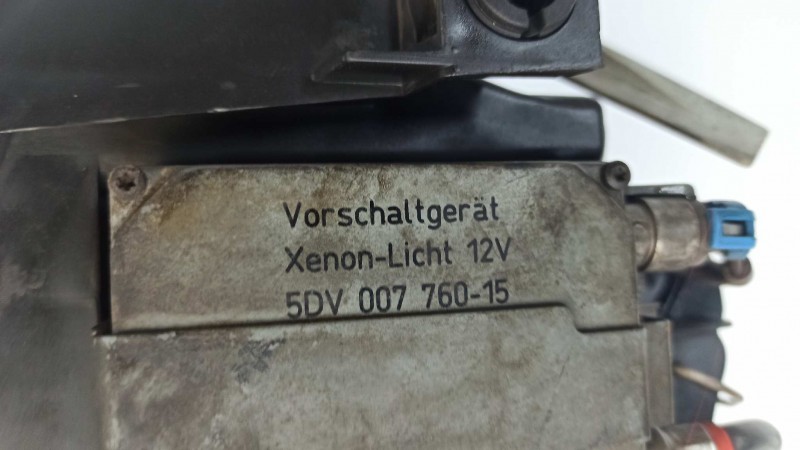 Vorschaltgerät
Xenon-Licht 12V
5DV 007 760-15